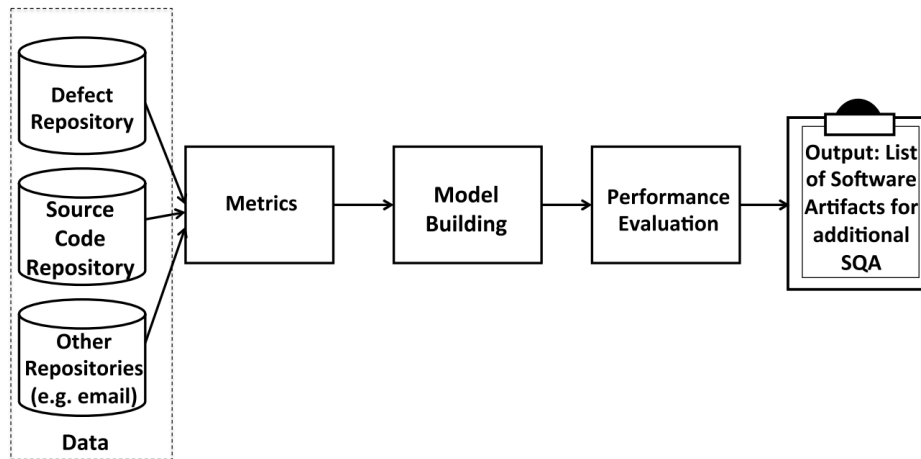 Defect
Repository
Source
Code
Repository
Other
Repositories
(e.g. email)
Data
Metrics
Model
Building
Performance
Evaluation
Output: List
of Software
Artifacts for
additional
SQA